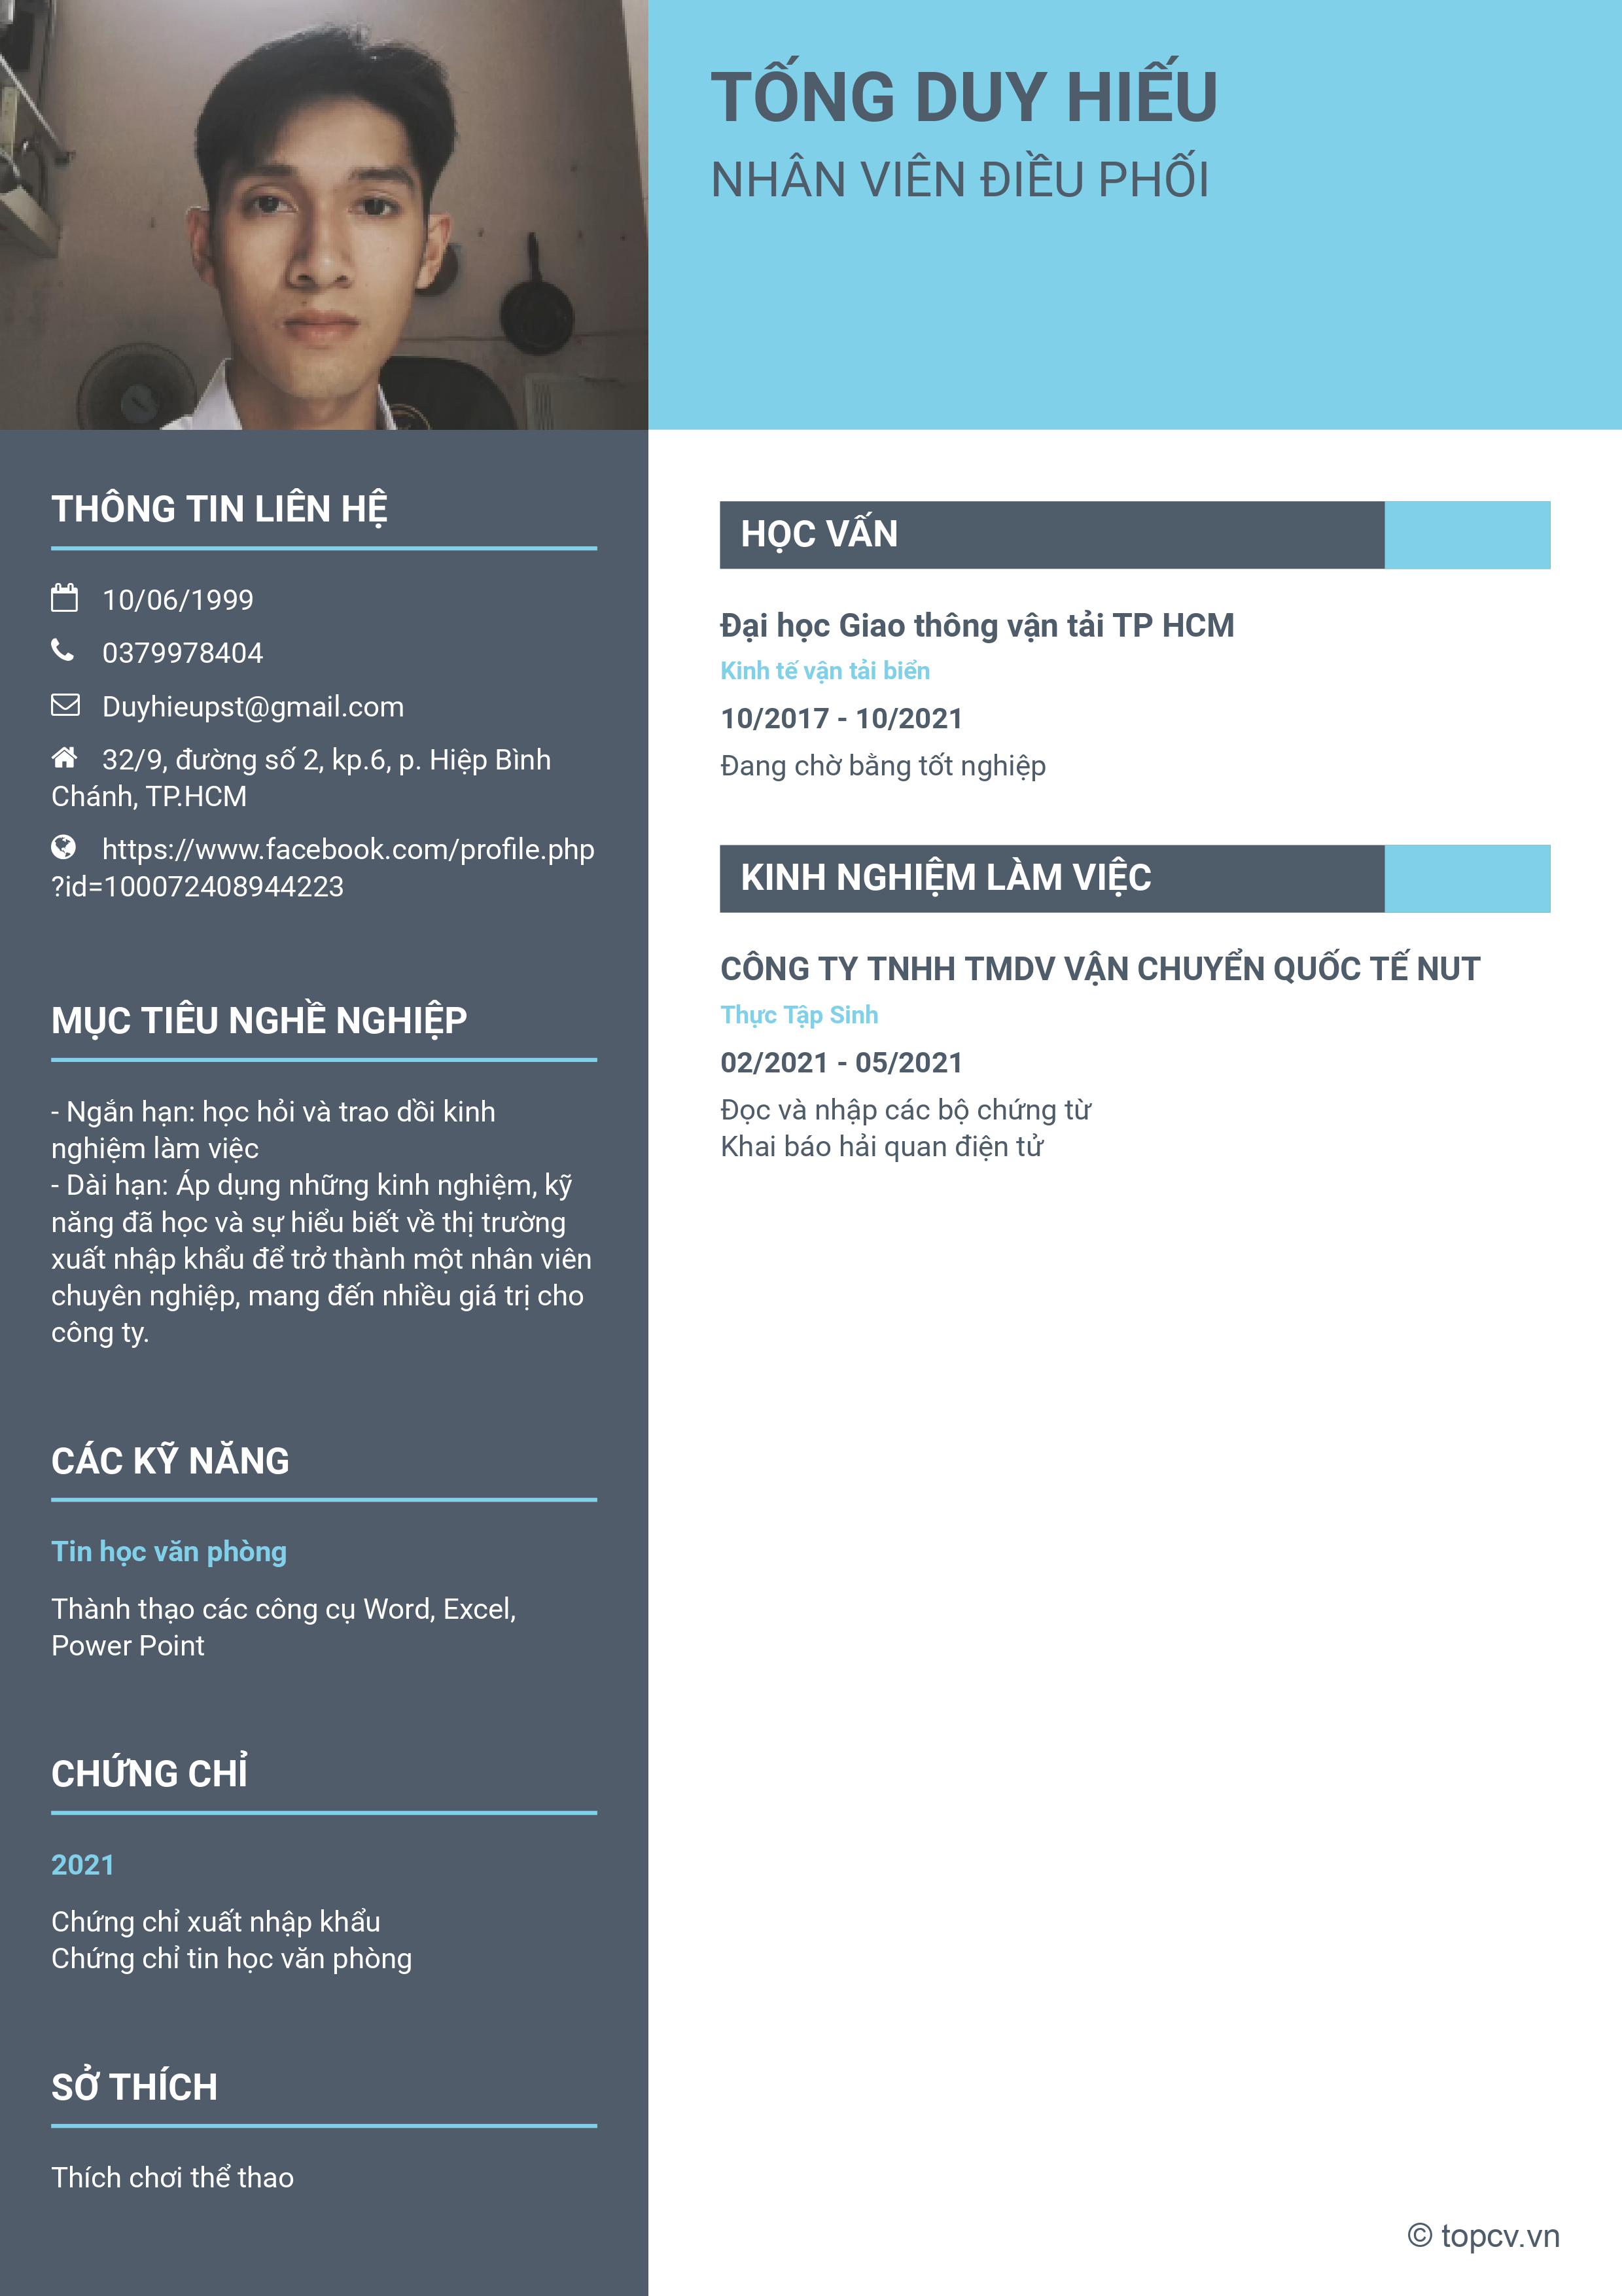 TỐNG DUY HIẾU
NHÂN VIÊN ĐIỀU PHỐI
THÔNG TIN LIÊN HỆ
10/06/1999
0379978404
Duyhieupst@gmail.com
32/9, đường số 2, kp.6, p. Hiệp Bình
Chánh, TP.HCM
https://www.facebook.com/profile.php
?id=100072408944223
MỤC TIÊU NGHỀ NGHIỆP
- Ngắn hạn: học hỏi và trao dồi kinh
nghiệm làm việc
- Dài hạn: Áp dụng những kinh nghiệm, kỹ
năng đã học và sự hiểu biết về thị trường
xuất nhập khẩu để trở thành một nhân viên
chuyên nghiệp, mang đến nhiều giá trị cho
công ty.
CÁC KỸ NĂNG
Tin học văn phòng
Thành thạo các công cụ Word, Excel,
Power Point
CHỨNG CHỈ
2021
Chứng chỉ xuất nhập khẩu
Chứng chỉ tin học văn phòng
SỞ THÍCH
Thích chơi thể thao
HỌC VẤN
Đại học Giao thông vận tải TP HCM
Kinh tế vận tải biển
10/2017 - 10/2021
Đang chờ bằng tốt nghiệp
KINH NGHIỆM LÀM VIỆC
CÔNG TY TNHH TMDV VẬN CHUYỂN QUỐC TẾ NUT
Thực Tập Sinh
02/2021 - 05/2021
Đọc và nhập các bộ chứng từ
Khai báo hải quan điện tử
© topcv.vn